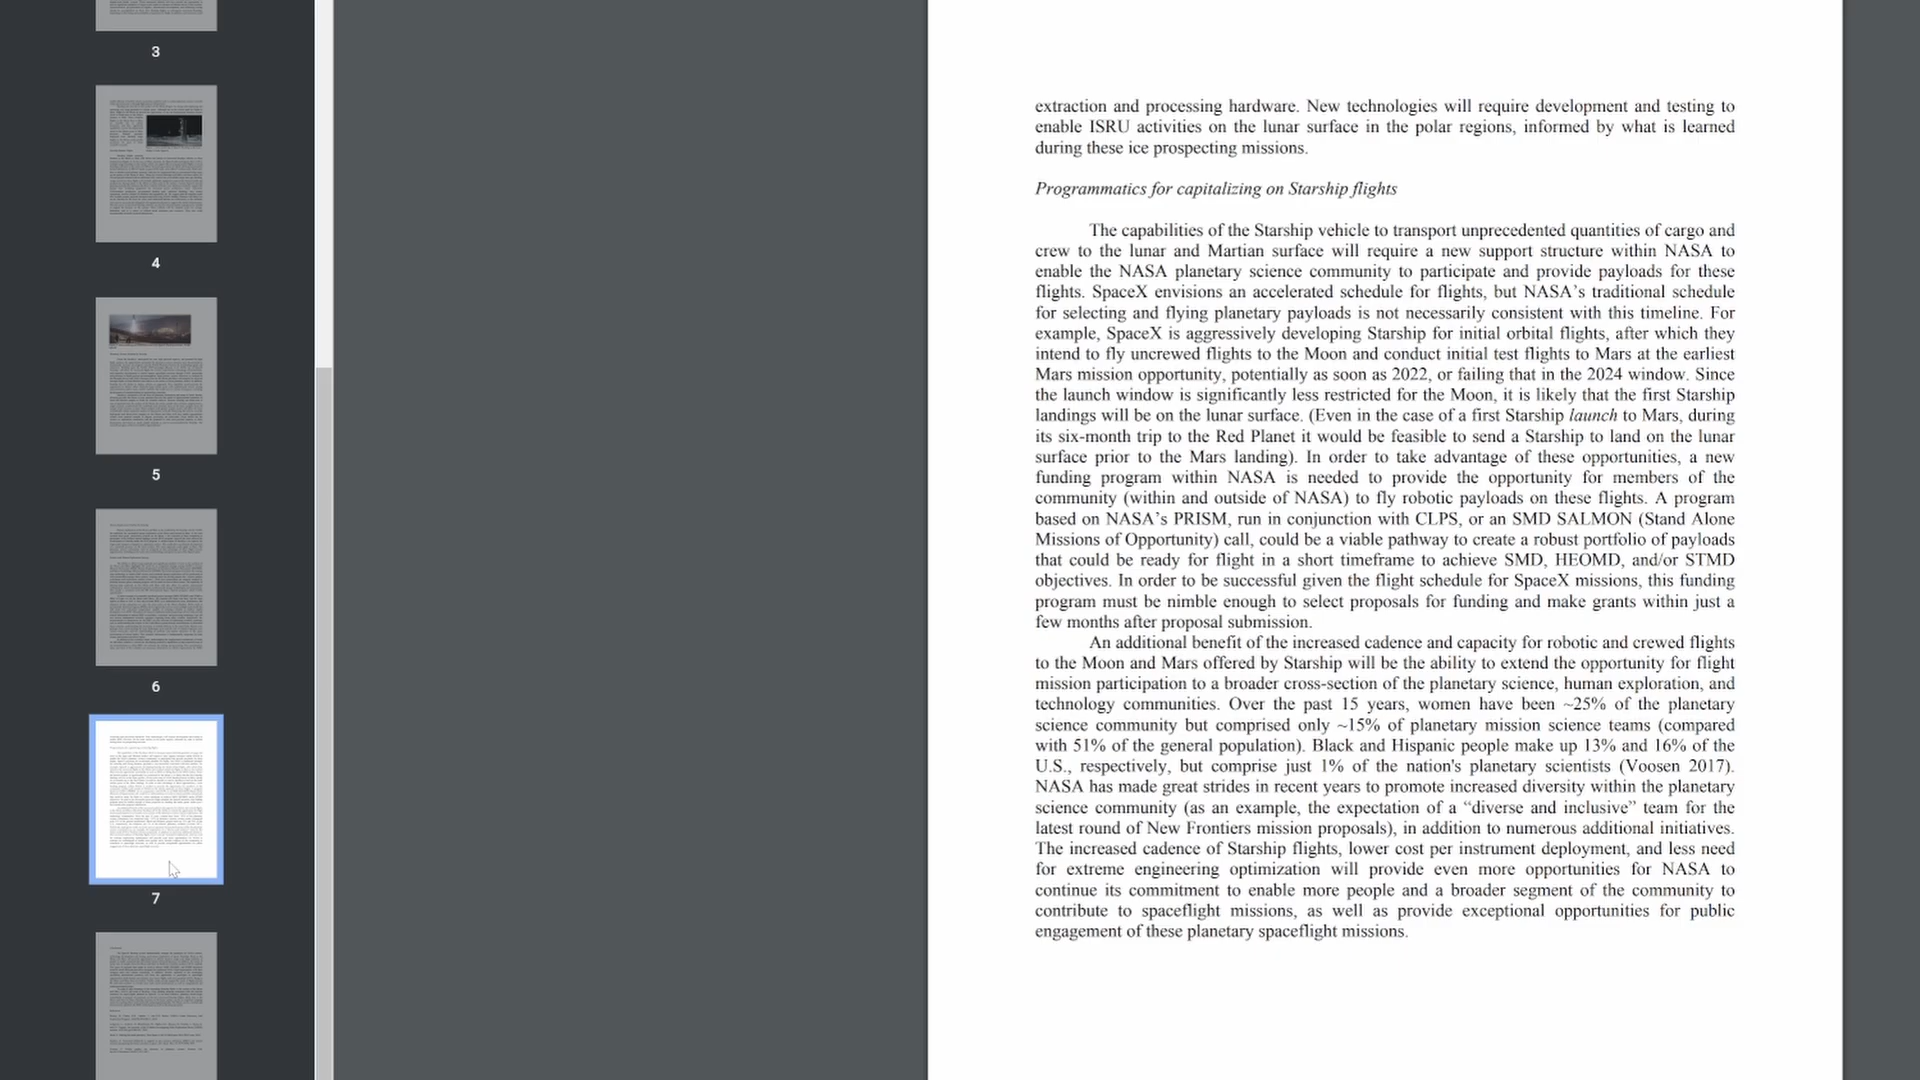 3
4
5
6
7
extraction and processing hardware. New technologies will require development and testing to
enable ISRU activities on the lunar surface in the polar regions, informed by what is learned
during these ice prospecting missions.
Programmatics for capitalizing on Starship flights
The capabilities of the Starship vehicle to transport unprecedented quantities of cargo and
crew to the lunar and Martian surface will require a new support structure within NASA to
enable the NASA planetary science community to participate and provide payloads for these
flights. SpaceX envisions an accelerated schedule for flights, but NASA’s traditional schedule
for selecting and flying planetary payloads is not necessarily consistent with this timeline. For
example, SpaceX is aggressively developing Starship for initial orbital flights, after which they
intend to fly uncrewed flights to the Moon and conduct initial test flights to Mars at the earliest
Mars mission opportunity, potentially as soon as 2022, or failing that in the 2024 window. Since
the launch window is significantly less restricted for the Moon, it is likely that the first Starship
landings will be on the lunar surface. (Even in the case of a first Starship launch to Mars, during
its six-month trip to the Red Planet it would be feasible to send a Starship to land on the lunar
surface prior to the Mars landing). In order to take advantage of these opportunities, a new
funding program within NASA is needed to provide the opportunity for members of the
community (within and outside of NASA) to fly robotic payloads on these flights. A program
based on NASA’s PRISM, run in conjunction with CLPS, or an SMD SALMON (Stand Alone
Missions of Opportunity) call, could be a viable pathway to create a robust portfolio of payloads
that could be ready for flight in a short timeframe to achieve SMD, HEOMD, and/or STMD
objectives. In order to be successful given the flight schedule for SpaceX missions, this funding
program must be nimble enough to select proposals for funding and make grants within just a
few months after proposal submission.
An additional benefit of the increased cadence and capacity for robotic and crewed flights
to the Moon and Mars offered by Starship will be the ability to extend the opportunity for flight
mission participation to a broader cross-section of the planetary science, human exploration, and
technology communities. Over the past 15 years, women have been ~25% of the planetary
science community but comprised only ~15% of planetary mission science teams (compared
with 51% of the general population). Black and Hispanic people make up 13% and 16% of the
U.S., respectively, but comprise just 1% of the nation's planetary scientists (Voosen 2017).
NASA has made great strides in recent years to promote increased diversity within the planetary
science community (as an example, the expectation of a “diverse and inclusive” team for the
latest round of New Frontiers mission proposals), in addition to numerous additional initiatives.
The increased cadence of Starship flights, lower cost per instrument deployment, and less need
for extreme engineering optimization will provide even more opportunities for NASA to
continue its commitment to enable more people and a broader segment of the community to
contribute to spaceflight missions, as well as provide exceptional opportunities for public
engagement of these planetary spaceflight missions.